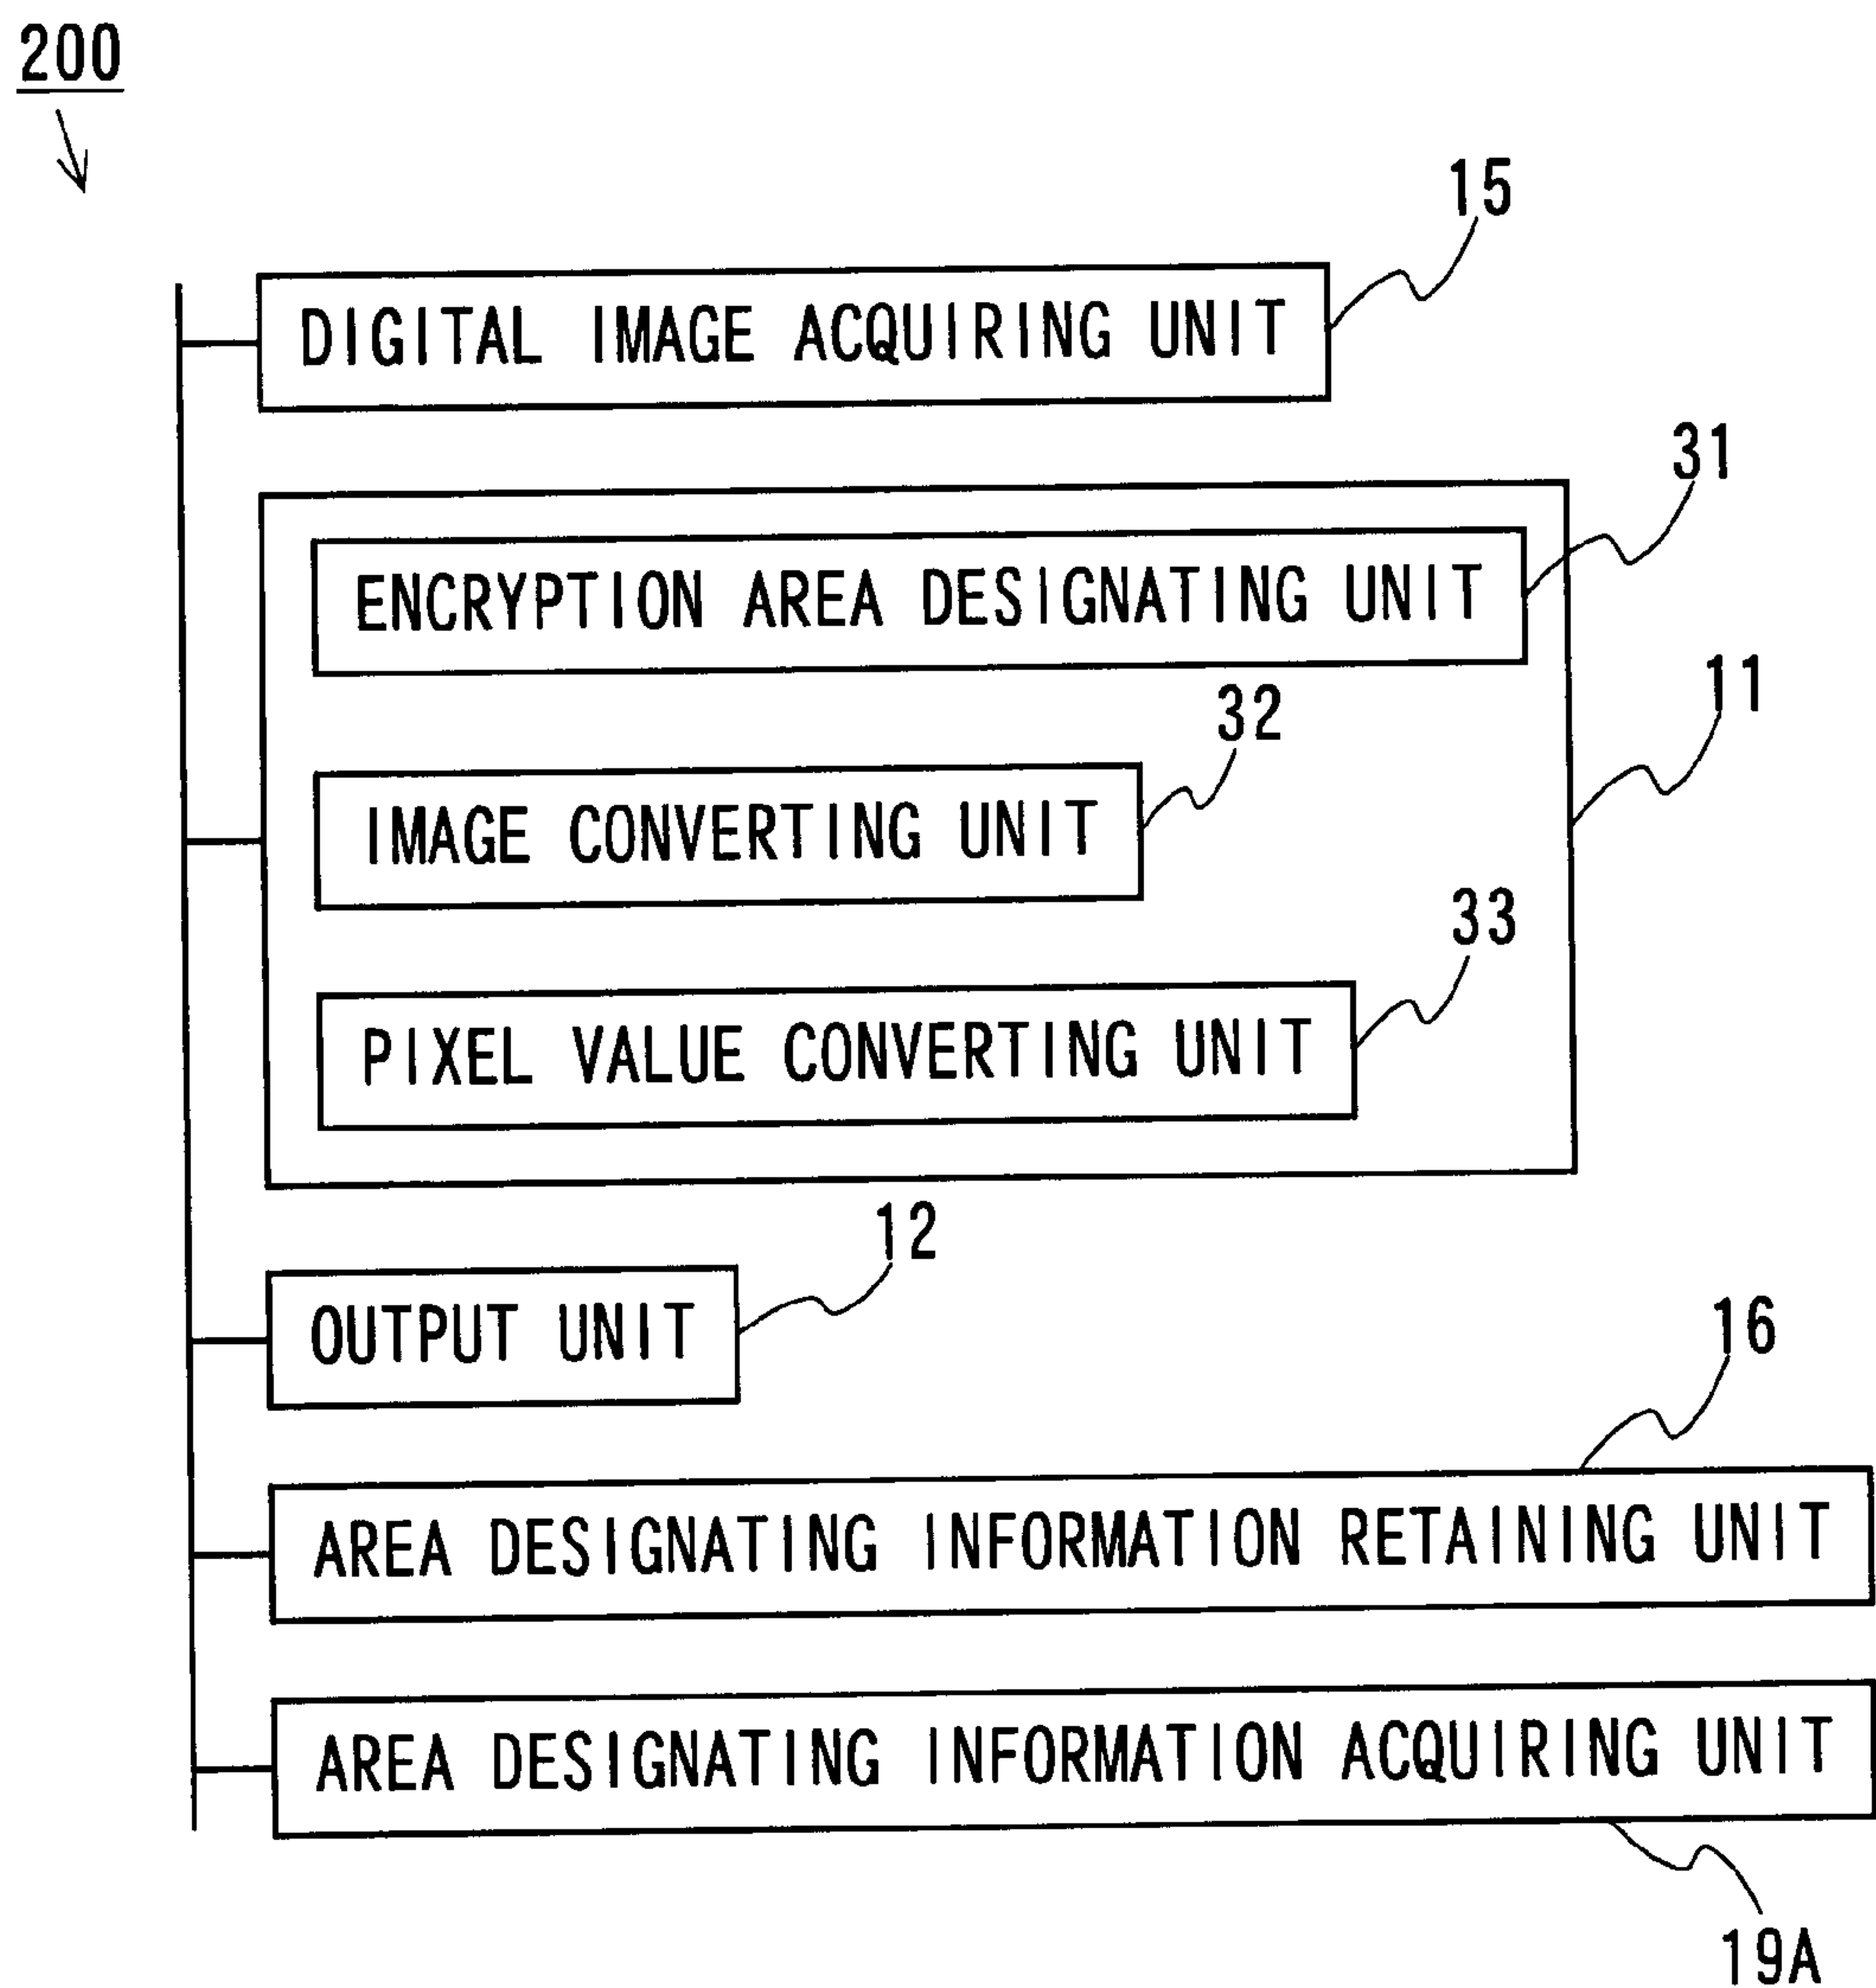 200
15
DIGITAL IMAGE ACQUIRING UNIT
31
ENCRYPTION AREA DESIGNATING UNIT
11
32
IMAGE CONVERTING UNIT
33
PIXEL VALUE CONVERTING UNIT
12
OUTPUT UNIT
16
AREA DESIGNATING INFORMATION RETAINING UNIT
AREA DESIGNATING INFORMATION ACQUIRING UNIT
19A